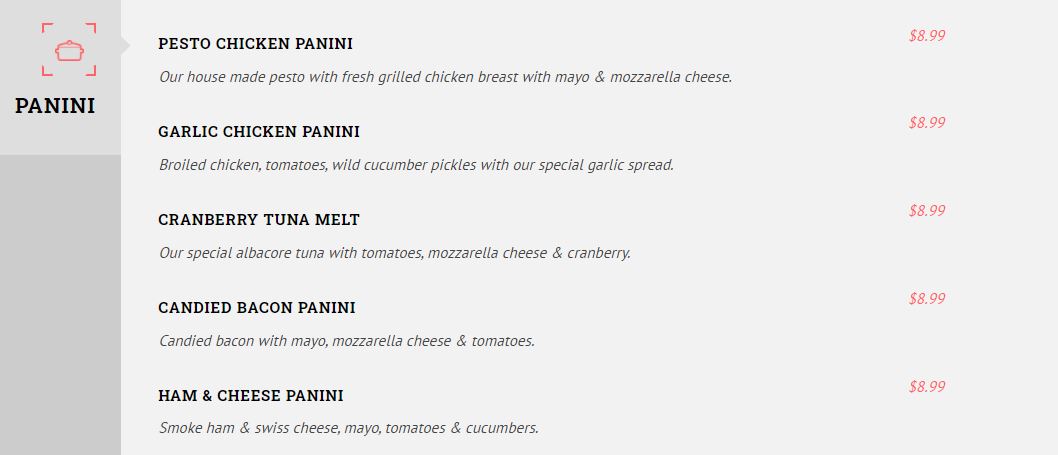 PANINI
PESTO CHICKEN PANINI
$8.99
Our house made pesto with fresh grilled chicken breast with mayo & mozzarella cheese.
GARLIC CHICKEN PANINI
$8.99
Broiled chicken, tomatoes, wild cucumber pickles with our special garlic spread.
CRANBERRY TUNA MELT
$8.99
Our special albacore tuna with tomatoes, mozzarella cheese & cranberry.
CANDIED BACON PANINI
$8.99
Candied bacon with mayo, mozzarella cheese & tomatoes.
HAM & CHEESE PANINI
$8.99
Smoke ham & swiss cheese, mayo, tomatoes & cucumbers.